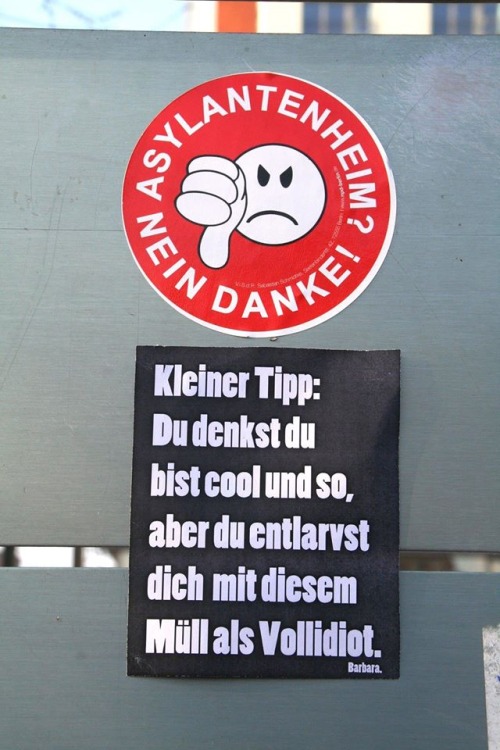 ASYLANTENHEIM?
NEIN DANKE!
Kleiner Tipp:
Du denkst du
bist cool und so,
aber du entlarvst
dich mit diesem
Müll als Vollidiot.
Barbara.